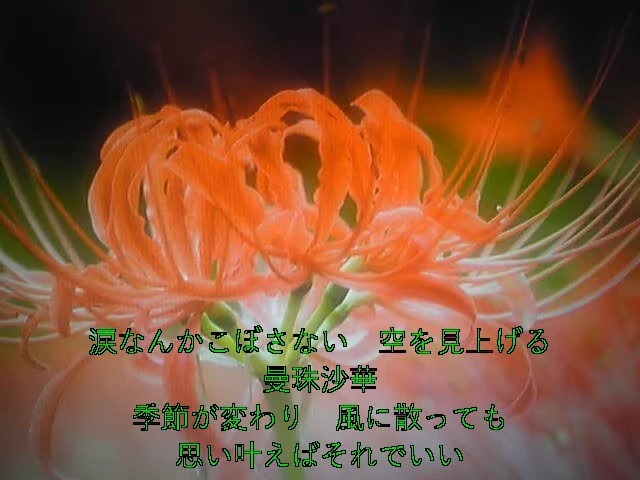 涙なんかこぼさない　空を見上げる
曼珠沙華
季節が変わり　風に散っても
思い叶えばそれでいい